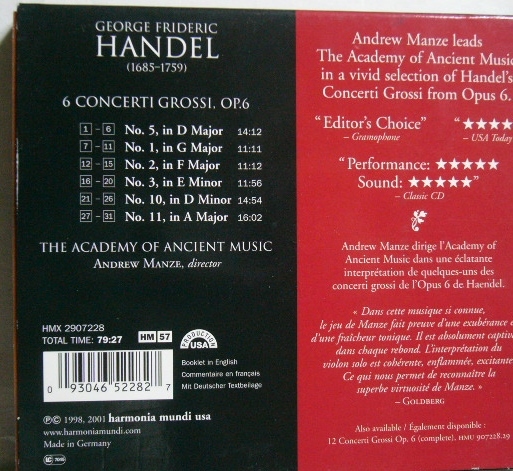 GEORGE FRIDERIC
HANDEL
(1685–1759)
6 CONCERTI GROSSI, OP.6
1 – 6 No. 5, in D Major 14:12
7 – 11 No. 1, in G Major 11:11
12 – 15 No. 2, in F Major 11:12
16 – 20 No. 3, in E Minor 11:56
21 – 26 No. 10, in D Minor 14:54
27 – 31 No. 11, in A Major 16:02
THE ACADEMY OF ANCIENT MUSIC
ANDREW MANZE, director
HMX 2907228
TOTAL TIME: 79:27
HM 57
PRODUCTION USA
Booklet in English
Commentaire en français
Mit deutscher Textbeilage
0 93046 52282 7
℗© 1998, 2001 harmonia mundi usa
www.harmoniamundi.com
Made in Germany
Andrew Manze leads
The Academy of Ancient Music
in a vivid selection of Handel's
Concerti Grossi from Opus 6.
“Editor's Choice”
– Gramophone
“★★★★
– USA Today
“Performance: ★★★★★
Sound: ★★★★★”
– Classic CD
Andrew Manze dirige l'Academy of
Ancient Music dans une éclatante
interprétation de quelques-uns des
concerti grossi de l'Opus 6 de Haendel.
« Dans cette musique si connue,
le jeu de Manze fait preuve d'une exubérance e
d'une fraîcheur tonique. Il est absolument captiv
dans chaque rebond. L'interprétation du
violon solo est cohérente, enflammée, excitante
Ce qui nous permet de reconnaître la
superbe virtuosité de Manze. »
– GOLDBERG
Also available / Également disponible :
12 Concerti Grossi Op. 6 (complete), HMU 907228.29